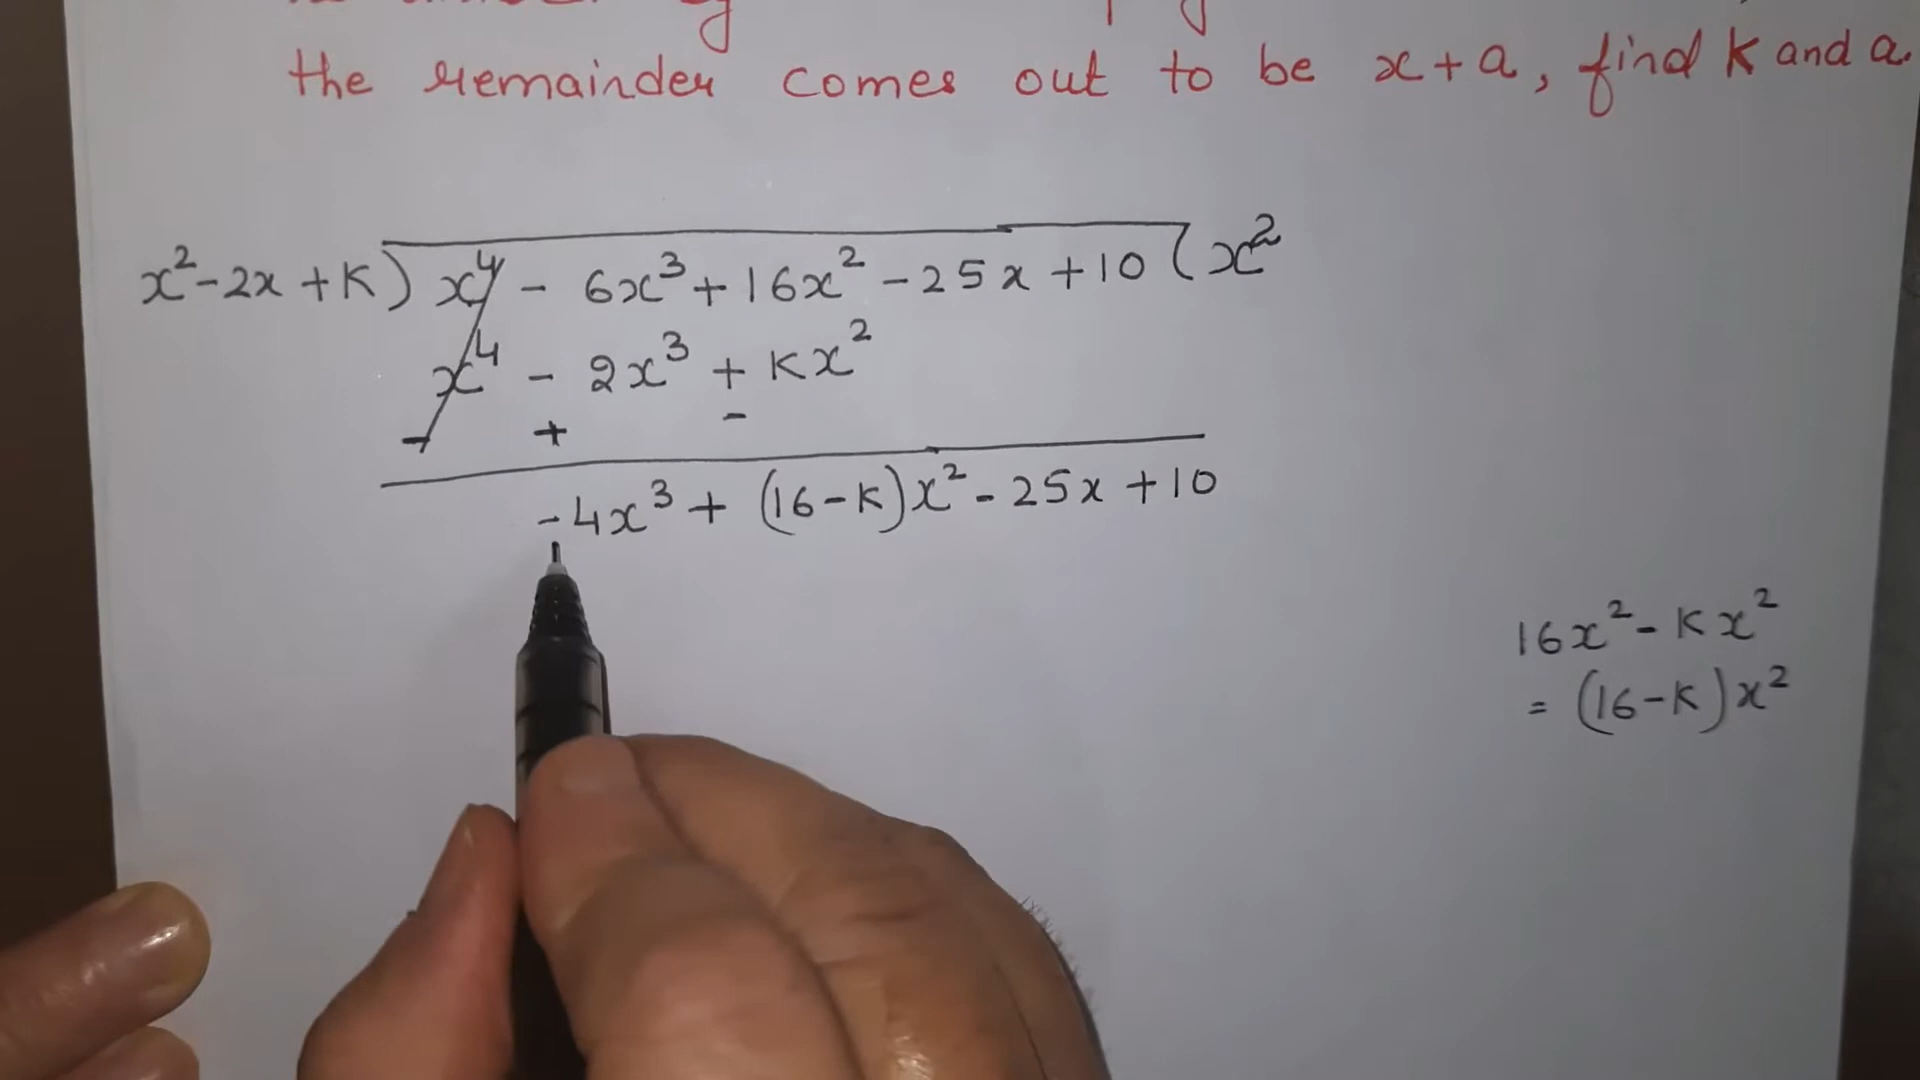 the remainder comes out to be x+a, find k and a.
x²-2x+k) x⁴ - 6x³+16x²-25x+10 (x²
x⁴ - 2x³ + kx²
- + -
-4x³ + (16-k)x²-25x+10
16x²-kx²
= (16-k)x²